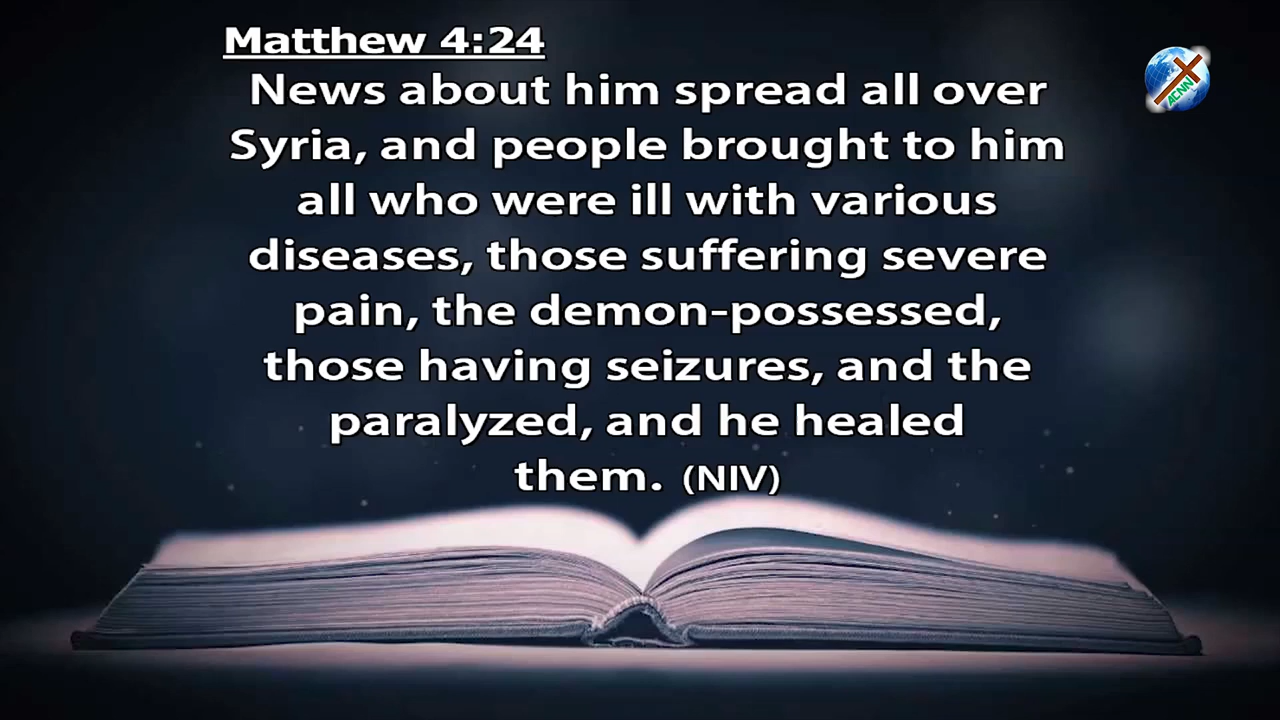 Matthew 4:24
News about him spread all over
Syria, and people brought to him
all who were ill with various
diseases, those suffering severe
pain, the demon-possessed,
those having seizures, and the
paralyzed, and he healed
them. (NIV)
ACNN